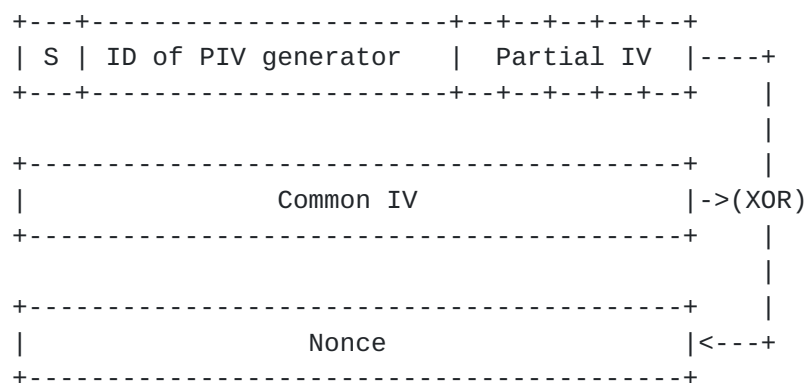 +---+-----------------------+--+--+--+--+--+
| S | ID of PIV generator   |  Partial IV  |----+
+---+-----------------------+--+--+--+--+--+    |
                                                |
+------------------------------------------+    |
|                Common IV                 |->(XOR)
+------------------------------------------+    |
                                                |
+------------------------------------------+    |
|                  Nonce                   |<---+
+------------------------------------------+